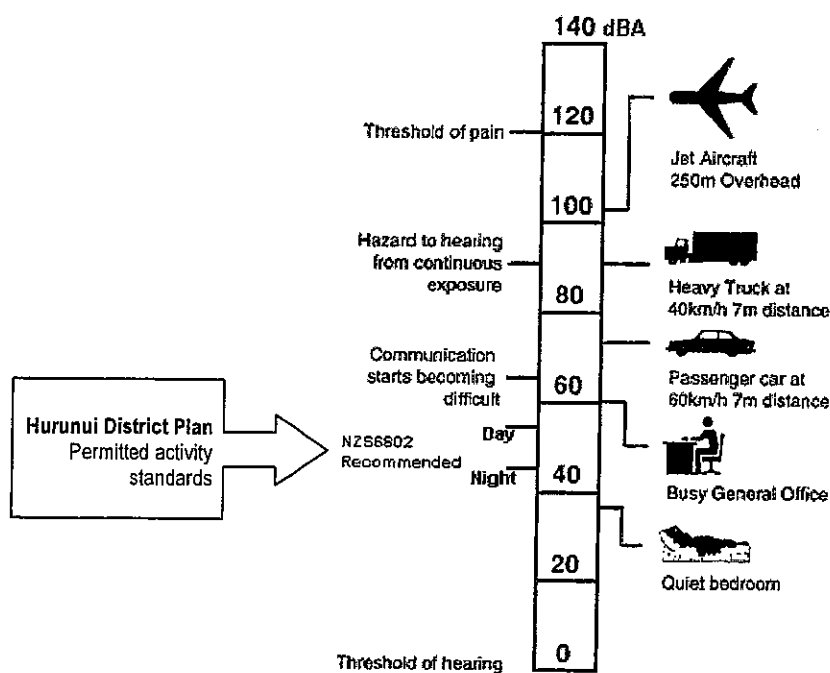 140 dBA
120
Threshold of pain
Jet Aircraft
250m Overhead
100
Hazard to hearing
from continuous
exposure
80
Heavy Truck at
40km/h 7m distance
Communication
starts becoming
difficult
60
Passenger car at
60km/h 7m distance
Hurunui District Plan
Permitted activity
standards
NZS6802
Recommended
Day
Night
40
Busy General Office
20
Quiet bedroom
0
Threshold of hearing